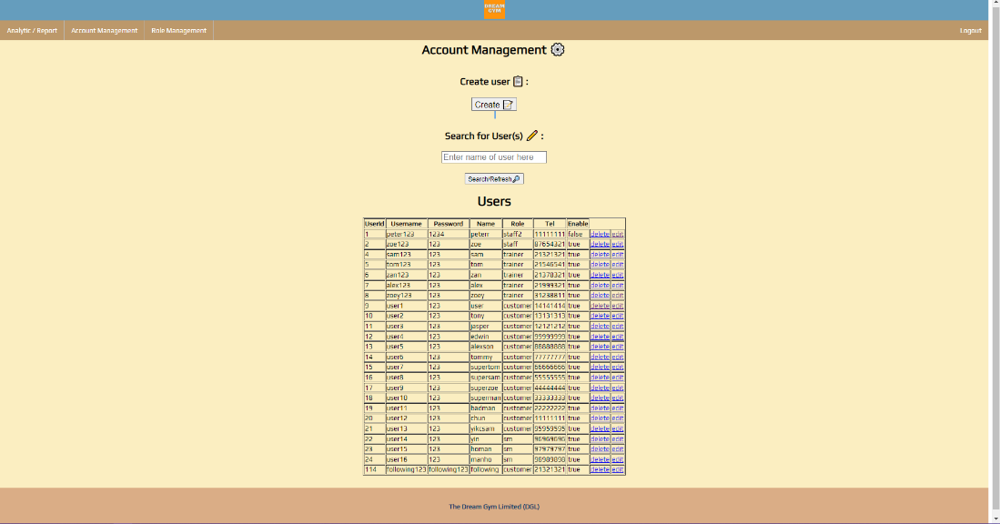 DREAM
GYM
Analytic / Report Account Management Role Management Logout
Account Management
Create user :
Create
Search for User(s) :
Enter name of user here
Search/Refresh
Users
UserId Username Password Name Role Tel Enable
1 peter123 1234 peterr staff2 11111111 false delete edit
2 zoe123 123 zoe staff 87654321 true delete edit
4 sam123 123 sam trainer 21321321 true delete edit
5 tom123 123 tom trainer 21546541 true delete edit
6 zan123 123 zan trainer 21378321 true delete edit
7 alex123 123 alex trainer 21999321 true delete edit
8 zoey123 123 zoey trainer 31238811 true delete edit
9 user1 123 user customer 14141414 true delete edit
10 user2 123 tony customer 13131313 true delete edit
11 user3 123 jasper customer 12121212 true delete edit
12 user4 123 edwin customer 99999999 true delete edit
13 user5 123 alexson customer 88888888 true delete edit
14 user6 123 tommy customer 77777777 true delete edit
15 user7 123 supertom customer 66666666 true delete edit
16 user8 123 supersam customer 55555555 true delete edit
17 user9 123 superzoe customer 44444444 true delete edit
18 user10 123 superman customer 33333333 true delete edit
19 user11 123 badman customer 22222222 true delete edit
20 user12 123 chun customer 11111111 true delete edit
21 user13 123 yikcsam customer 95959595 true delete edit
22 user14 123 yin sm 96969696 true delete edit
23 user15 123 homan sm 97979797 true delete edit
24 user16 123 manho sm 98989898 true delete edit
114 following123 following123 following customer 21321321 true delete edit
The Dream Gym Limited (DGL)